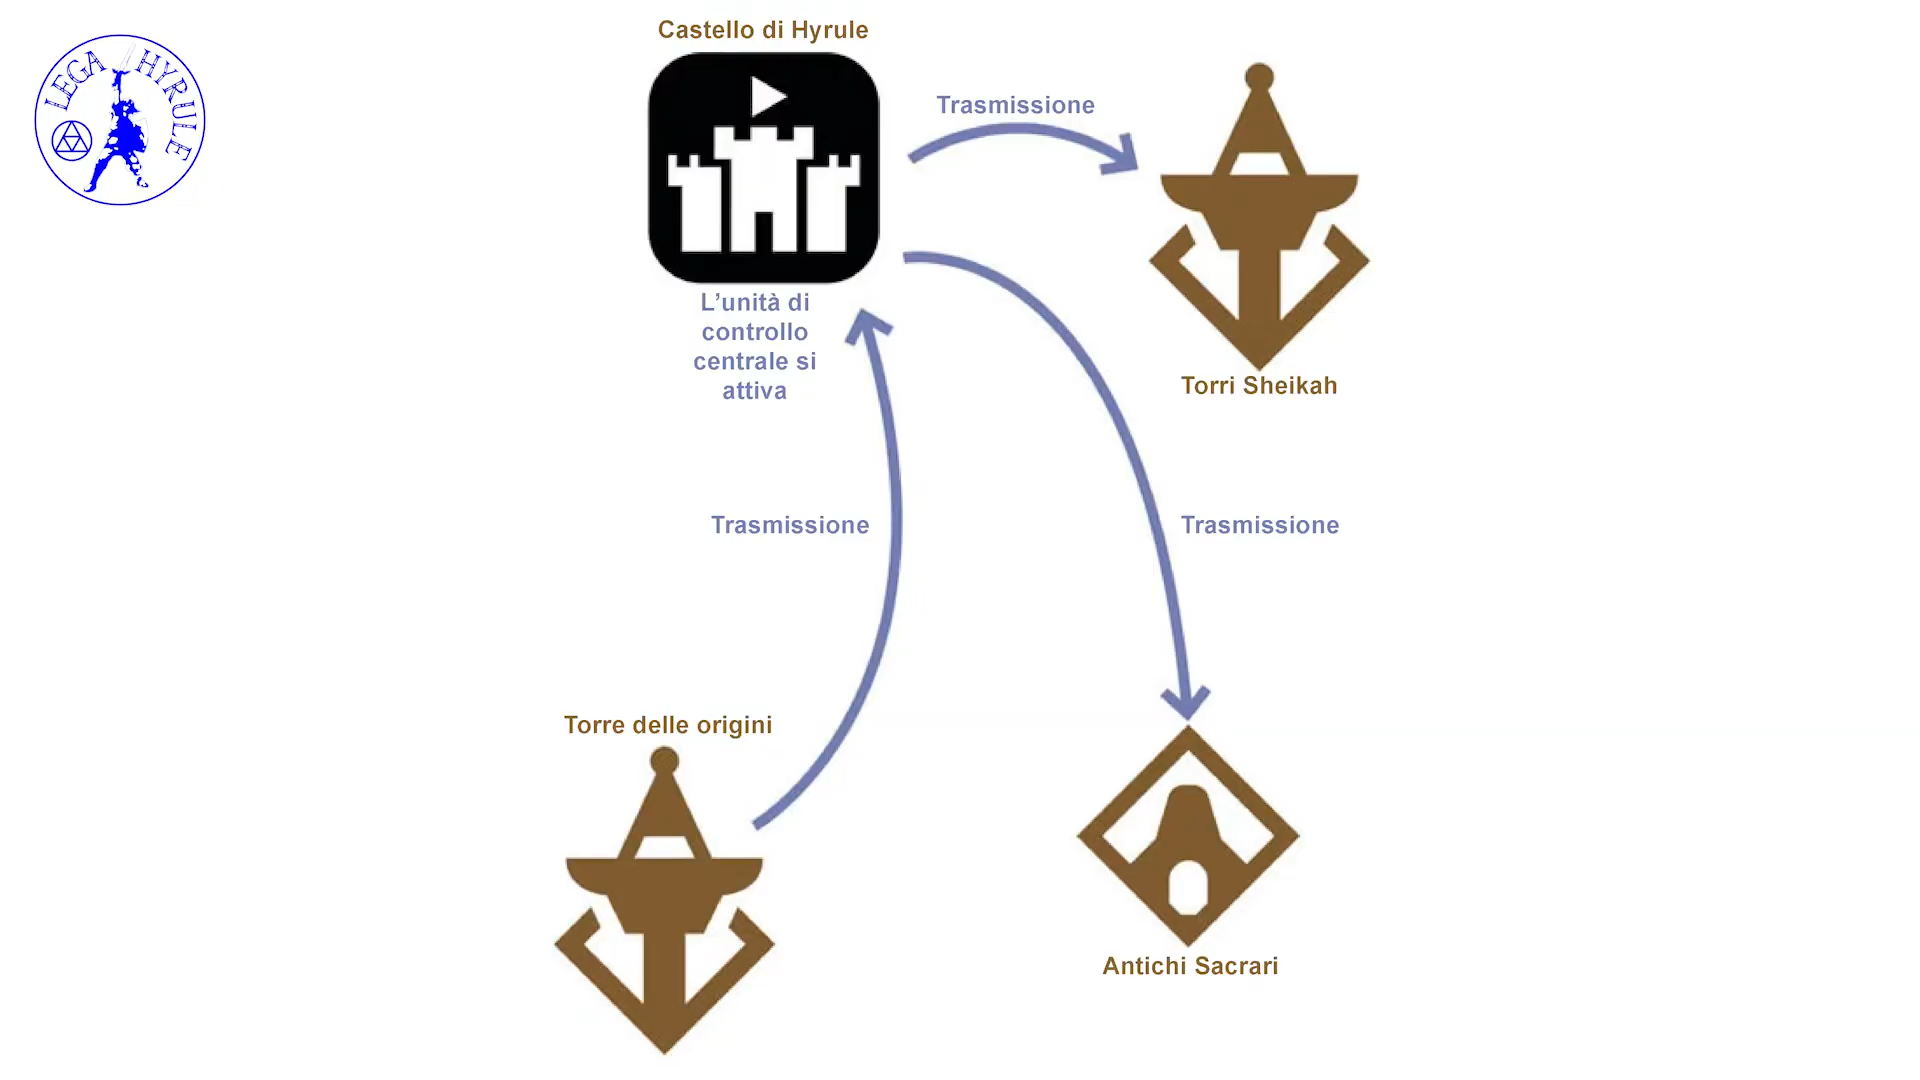 LEGA HYRULE
Castello di Hyrule
Trasmissione
L’unità di
controllo
centrale si
attiva
Torri Sheikah
Trasmissione
Trasmissione
Torre delle origini
Antichi Sacrari